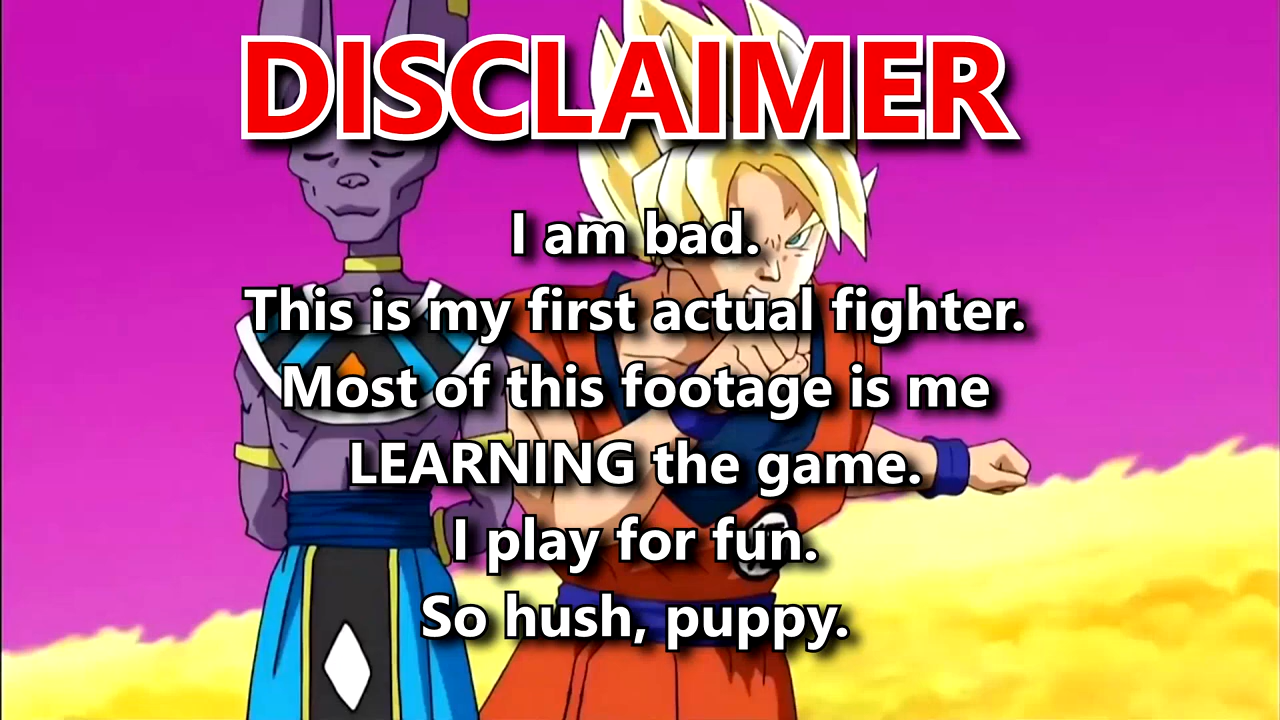 DISCLAIMER
I am bad.
This is my first actual fighter.
Most of this footage is me
LEARNING the game.
I play for fun.
So hush, puppy.